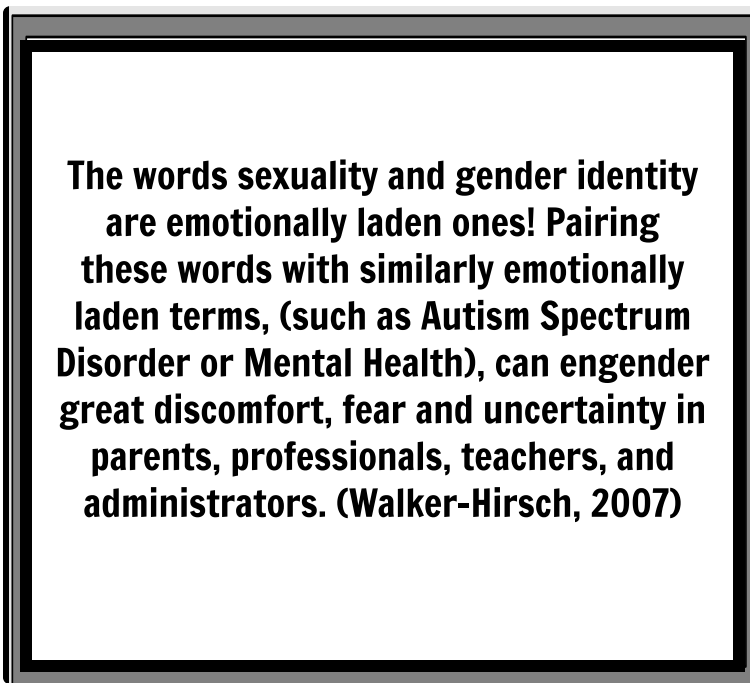 The words sexuality and gender identity
are emotionally laden ones! Pairing
these words with similarly emotionally
laden terms, (such as Autism Spectrum
Disorder or Mental Health), can engender
great discomfort, fear and uncertainty in
parents, professionals, teachers, and
administrators. (Walker-Hirsch, 2007)